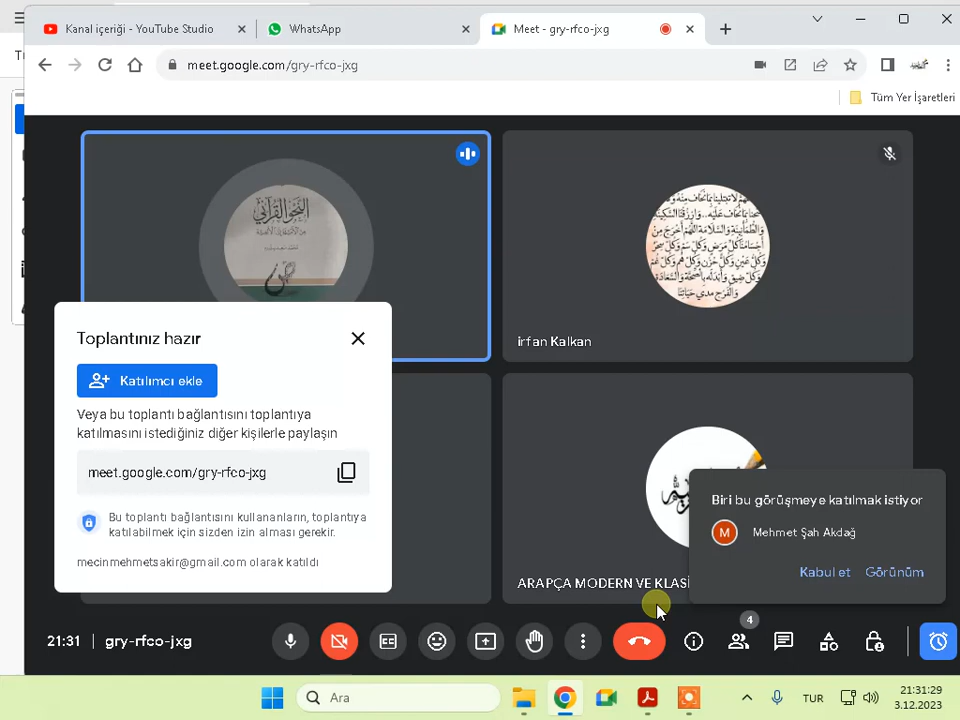 Kanal içeriği - YouTube Studio
WhatsApp
Meet - gry-rfco-jxg
meet.google.com/gry-rfco-jxg
Tüm Yer İşaretleri
النحو القرآني
irfan Kalkan
Toplantınız hazır
Katılımcı ekle
Veya bu toplantı bağlantısını toplantıya
katılmasını istediğiniz diğer kişilerle paylaşın
meet.google.com/gry-rfco-jxg
Bu toplantı bağlantısını kullananların, toplantıya
katılabilmek için sizden izin alması gerekir.
mecinmehmetsakir@gmail.com olarak katıldı
Biri bu görüşmeye katılmak istiyor
M
Mehmet Şah Akdağ
Kabul et
Görünüm
ARAPÇA MODERN VE KLASİ
21:31
gry-rfco-jxg
4
Ara
TUR
21:31:29
3.12.2023